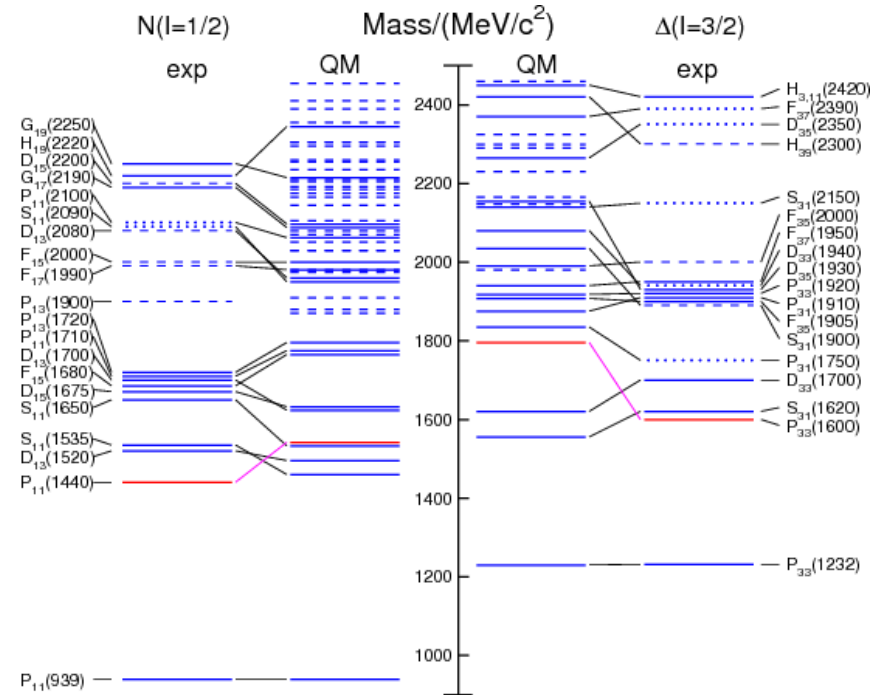 N(I=1/2) Mass/(MeV/c²) Δ(I=3/2)
exp QM QM exp
G₁₉(2250)
H₁₉(2220)
D₁₅(2200)
G₁₇(2190)
P₁₁(2100)
S₁₁(2090)
D₁₃(2080)
F₁₅(2000)
F₁₇(1990)
P₁₃(1900)
P₁₃(1720)
P₁₁(1710)
D₁₃(1700)
F₁₅(1680)
D₁₅(1675)
S₁₁(1650)
S₁₁(1535)
D₁₃(1520)
P₁₁(1440)
P₁₁(939)
2400
2200
2000
1800
1600
1400
1200
1000
H₃,₁₁(2420)
F₃₇(2390)
D₃₅(2350)
H₃₉(2300)
S₃₁(2150)
F₃₅(2000)
F₃₇(1950)
D₃₃(1940)
D₃₅(1930)
P₃₃(1920)
P₃₁(1910)
F₃₅(1905)
S₃₁(1900)
P₃₁(1750)
D₃₃(1700)
S₃₁(1620)
P₃₃(1600)
P₃₃(1232)